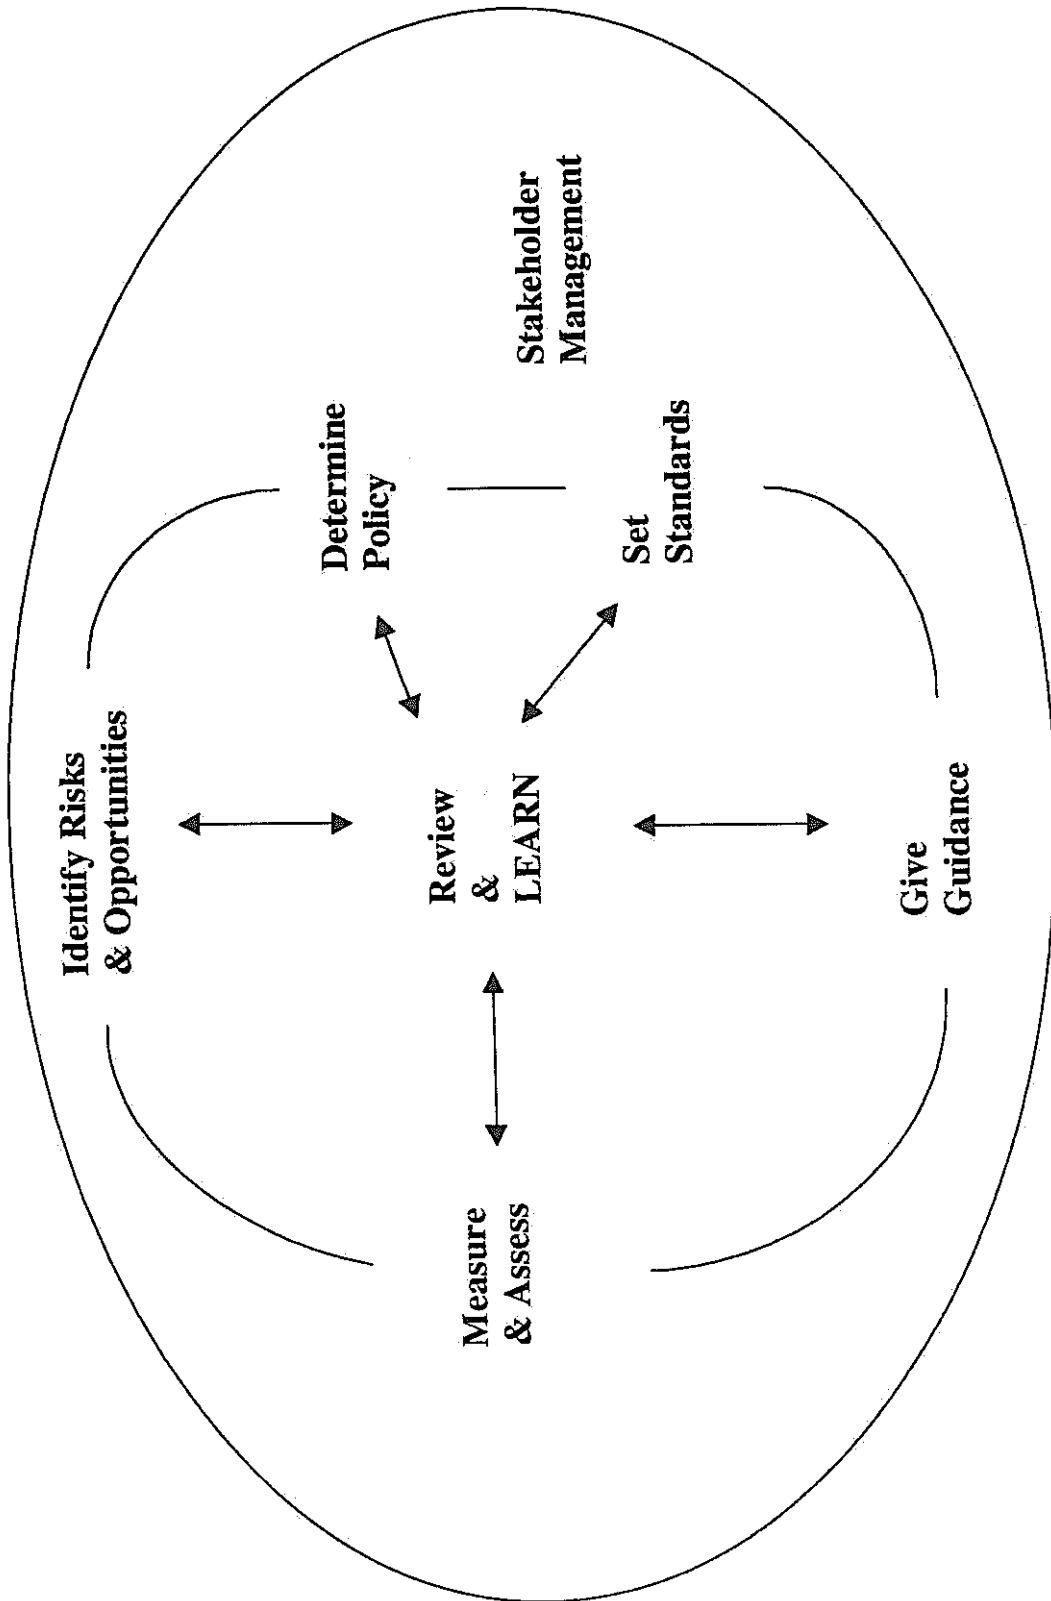 Identify Risks
& Opportunities
Determine
Policy
Review
&
LEARN
Measure
& Assess
Stakeholder
Management
Set
Standards
Give
Guidance